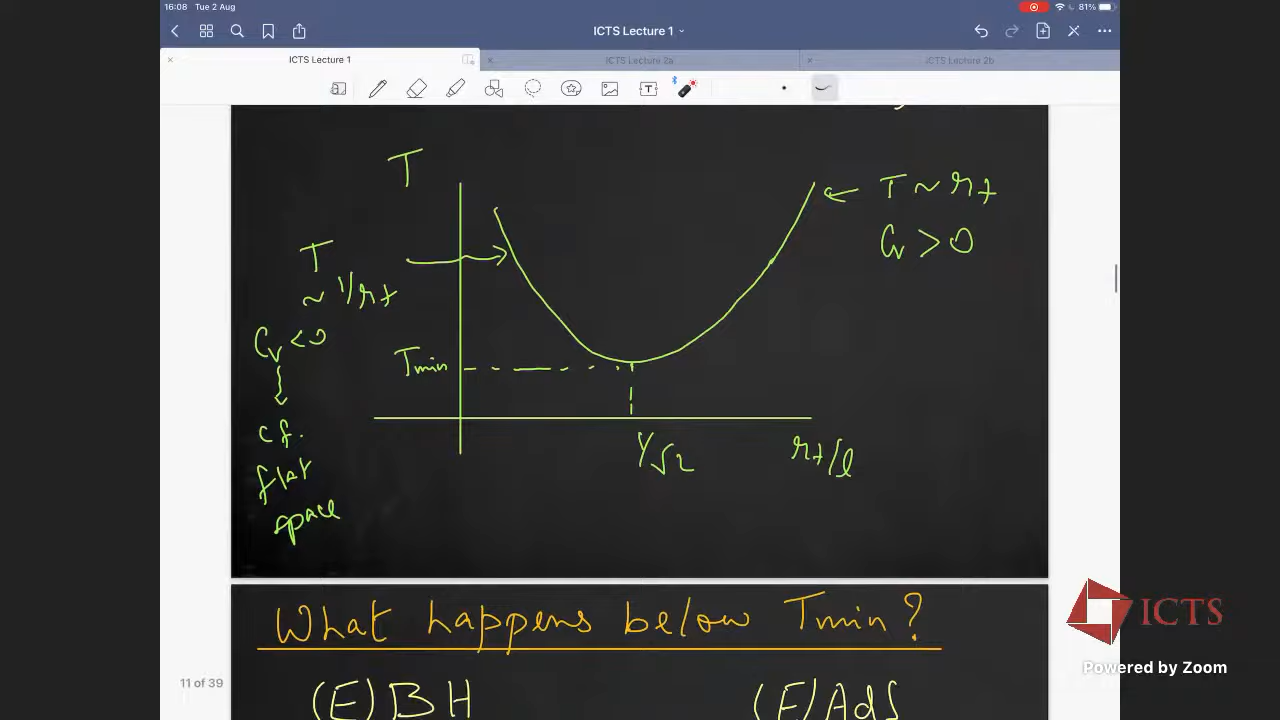 16:08 Tue 2 Aug
81%
ICTS Lecture 1
ICTS Lecture 1
ICTS Lecture 2a
ICTS Lecture 2b
T
T ~ r+
Cv > 0
T
~ 1/r+
Cv < 0
Tmin
cf.
flat
space
1/√2
r+/l
What happens below Tmin?
11 of 39
(E) BH
(E) AdS
ICTS
Powered by Zoom